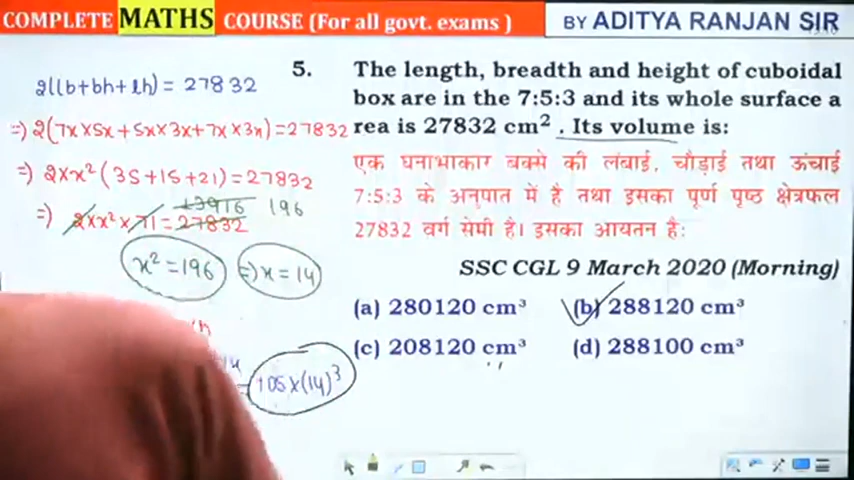 COMPLETE MATHS COURSE (For all govt. exams )
BY ADITYA RANJAN SIR
2(lb+bh+lh) = 27832
=) 2(7x×5x+5x×3x+7x×3x)=27832
=) 2×x²(35+15+21)=27832
13916 196
=) 2×x²×71=27832
x²=196 =)x=14
=105×(14)³
5. The length, breadth and height of cuboidal
box are in the 7:5:3 and its whole surface a
rea is 27832 cm² . Its volume is:
एक घनाभाकार बक्से की लंबाई, चौड़ाई तथा ऊंचाई
7:5:3 के अनुपात में है तथा इसका पूर्ण पृष्ठ क्षेत्रफल
27832 वर्ग सेमी है। इसका आयतन है:
SSC CGL 9 March 2020 (Morning)
(a) 280120 cm³ (b) 288120 cm³
(c) 208120 cm³ (d) 288100 cm³